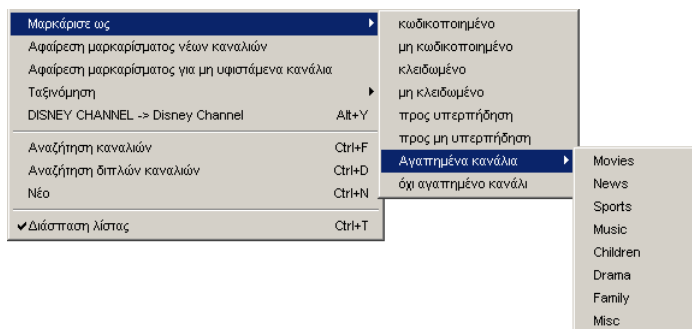 Μαρκάρισε ως
Αφαίρεση μαρκαρίσματος νέων καναλιών
Αφαίρεση μαρκαρίσματος για μη υφιστάμενα κανάλια
Ταξινόμηση
DISNEY CHANNEL -> Disney Channel Alt+Y
Αναζήτηση καναλιών Ctrl+F
Αναζήτηση διπλών καναλιών Ctrl+D
Νέο Ctrl+N
Διάσπαση λίστας Ctrl+T
κωδικοποιημένο
μη κωδικοποιημένο
κλειδωμένο
μη κλειδωμένο
προς υπερπήδηση
προς μη υπερπήδηση
Αγαπημένα κανάλια
όχι αγαπημένο κανάλι
Movies
News
Sports
Music
Children
Drama
Family
Misc